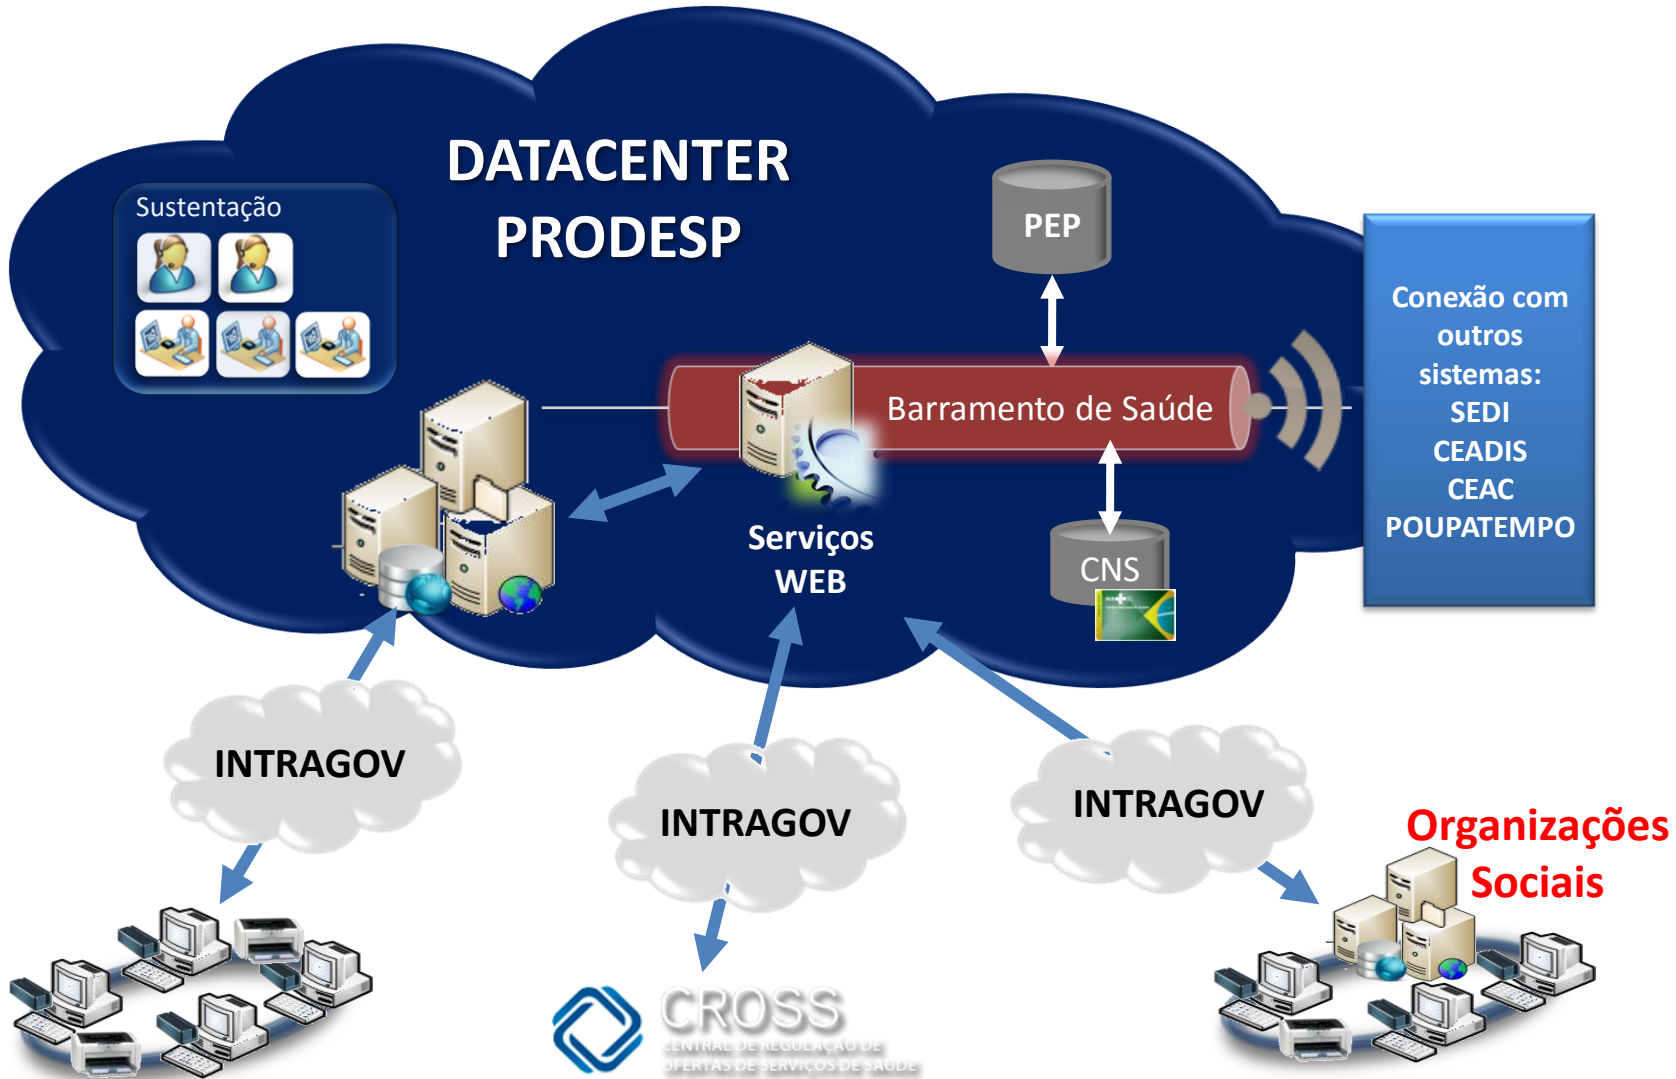 DATACENTER
PRODESP
Sustentação
PEP
Barramento de Saúde
Serviços
WEB
CNS
Conexão com
outros
sistemas:
SEDI
CEADIS
CEAC
POUPATEMPO
INTRAGOV
INTRAGOV
INTRAGOV
Organizações
Sociais
CROSS
CENTRAL DE REGULAÇÃO DE
OFERTAS DE SERVIÇOS DE SAÚDE